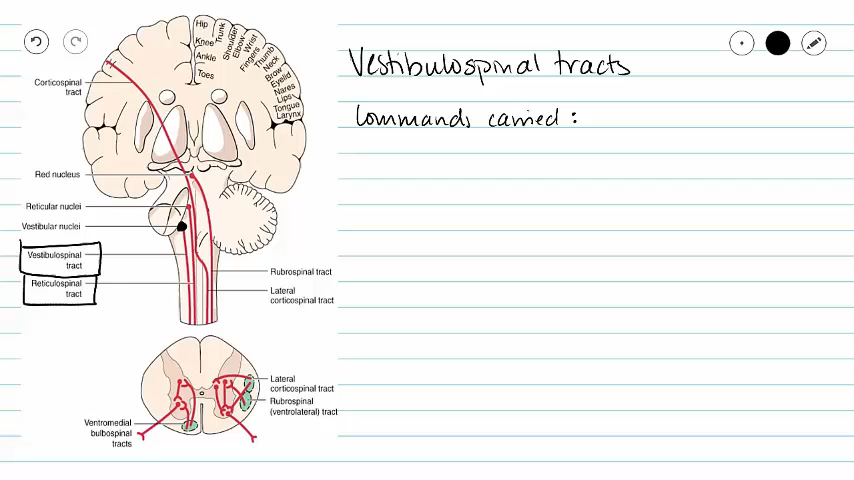 Hip
Knee
Ankle
Toes
Trunk
Shoulder
Elbow
Wrist
Fingers
Thumb
Neck
Brow
Eyelid
Nares
Lips
Tongue
Larynx
Corticospinal
tract
Red nucleus
Reticular nuclei
Vestibular nuclei
Vestibulospinal
tract
Reticulospinal
tract
Rubrospinal tract
Lateral
corticospinal tract
Lateral
corticospinal tract
Rubrospinal
(ventrolateral) tract
Ventromedial
bulbospinal
tracts
Vestibulospinal tracts
Commands carried :